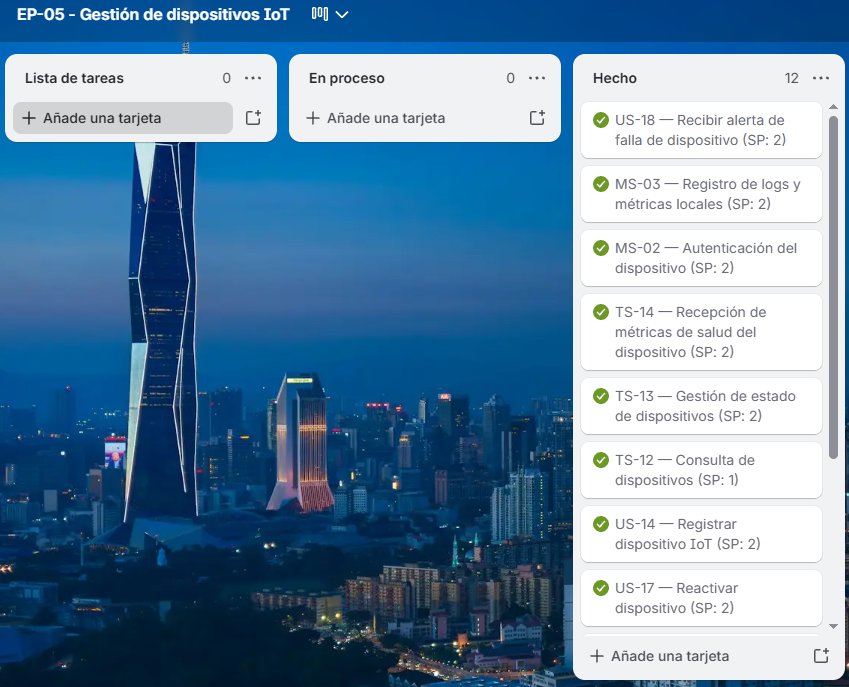 EP-05 - Gestión de dispositivos IoT
Lista de tareas 0
Añade una tarjeta
En proceso 0
Añade una tarjeta
Hecho 12
US-18 — Recibir alerta de
falla de dispositivo (SP: 2)
MS-03 — Registro de logs y
métricas locales (SP: 2)
MS-02 — Autenticación del
dispositivo (SP: 2)
TS-14 — Recepción de
métricas de salud del
dispositivo (SP: 2)
TS-13 — Gestión de estado
de dispositivos (SP: 2)
TS-12 — Consulta de
dispositivos (SP: 1)
US-14 — Registrar
dispositivo IoT (SP: 2)
US-17 — Reactivar
dispositivo (SP: 2)
Añade una tarjeta